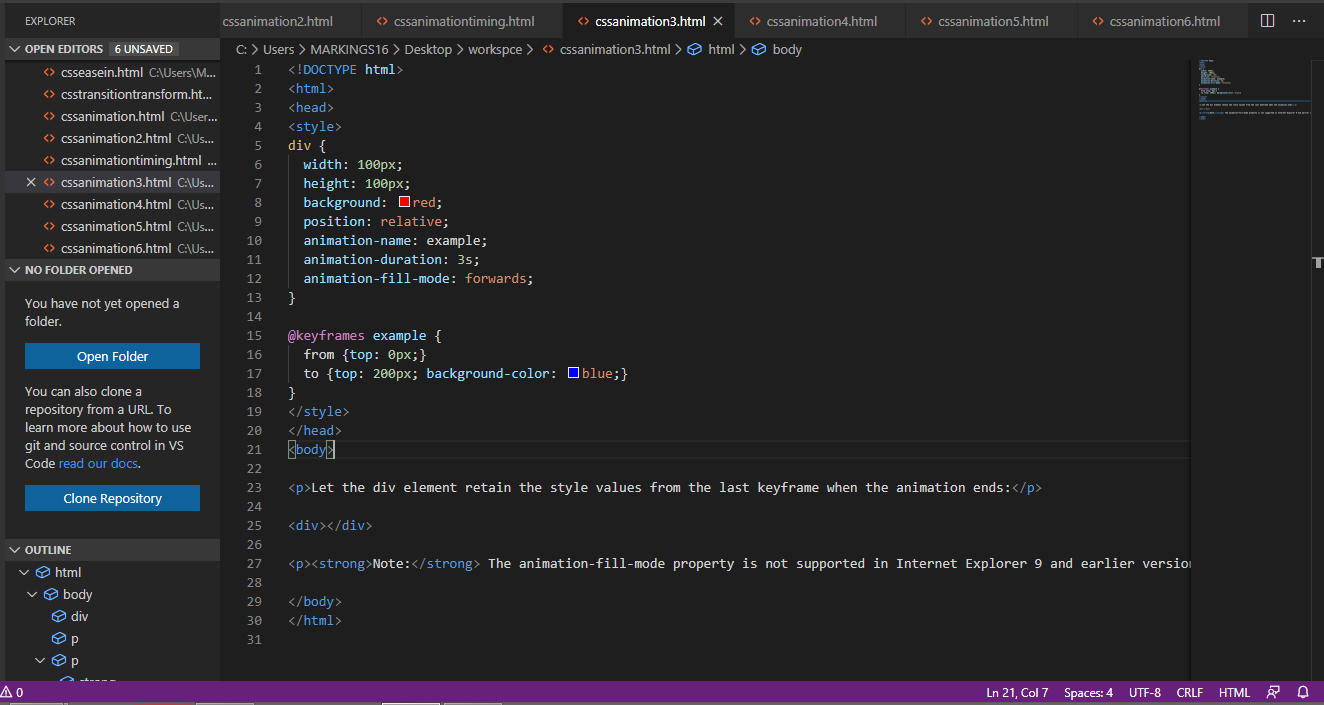 EXPLORER
OPEN EDITORS 6 UNSAVED
csseasein.html C:\Users\M...
csstransitiontransform.ht...
cssanimation.html C:\User...
cssanimation2.html C:\Us...
cssanimationtiming.html ...
cssanimation3.html C:\Us...
cssanimation4.html C:\Us...
cssanimation5.html C:\Us...
cssanimation6.html C:\Us...
NO FOLDER OPENED
You have not yet opened a
folder.
Open Folder
You can also clone a
repository from a URL. To
learn more about how to use
git and source control in VS
Code read our docs.
Clone Repository
OUTLINE
html
body
div
p
p
strong
cssanimation2.html cssanimationtiming.html cssanimation3.html cssanimation4.html cssanimation5.html cssanimation6.html ...
C: > Users > MARKINGS16 > Desktop > workspce > cssanimation3.html > html > body
1 <!DOCTYPE html>
2 <html>
3 <head>
4 <style>
5 div {
6 width: 100px;
7 height: 100px;
8 background: red;
9 position: relative;
10 animation-name: example;
11 animation-duration: 3s;
12 animation-fill-mode: forwards;
13 }
14
15 @keyframes example {
16 from {top: 0px;}
17 to {top: 200px; background-color: blue;}
18 }
19 </style>
20 </head>
21 <body>
22
23 <p>Let the div element retain the style values from the last keyframe when the animation ends:</p>
24
25 <div></div>
26
27 <p><strong>Note:</strong> The animation-fill-mode property is not supported in Internet Explorer 9 and earlier version
28
29 </body>
30 </html>
31
0 Ln 21, Col 7 Spaces: 4 UTF-8 CRLF HTML